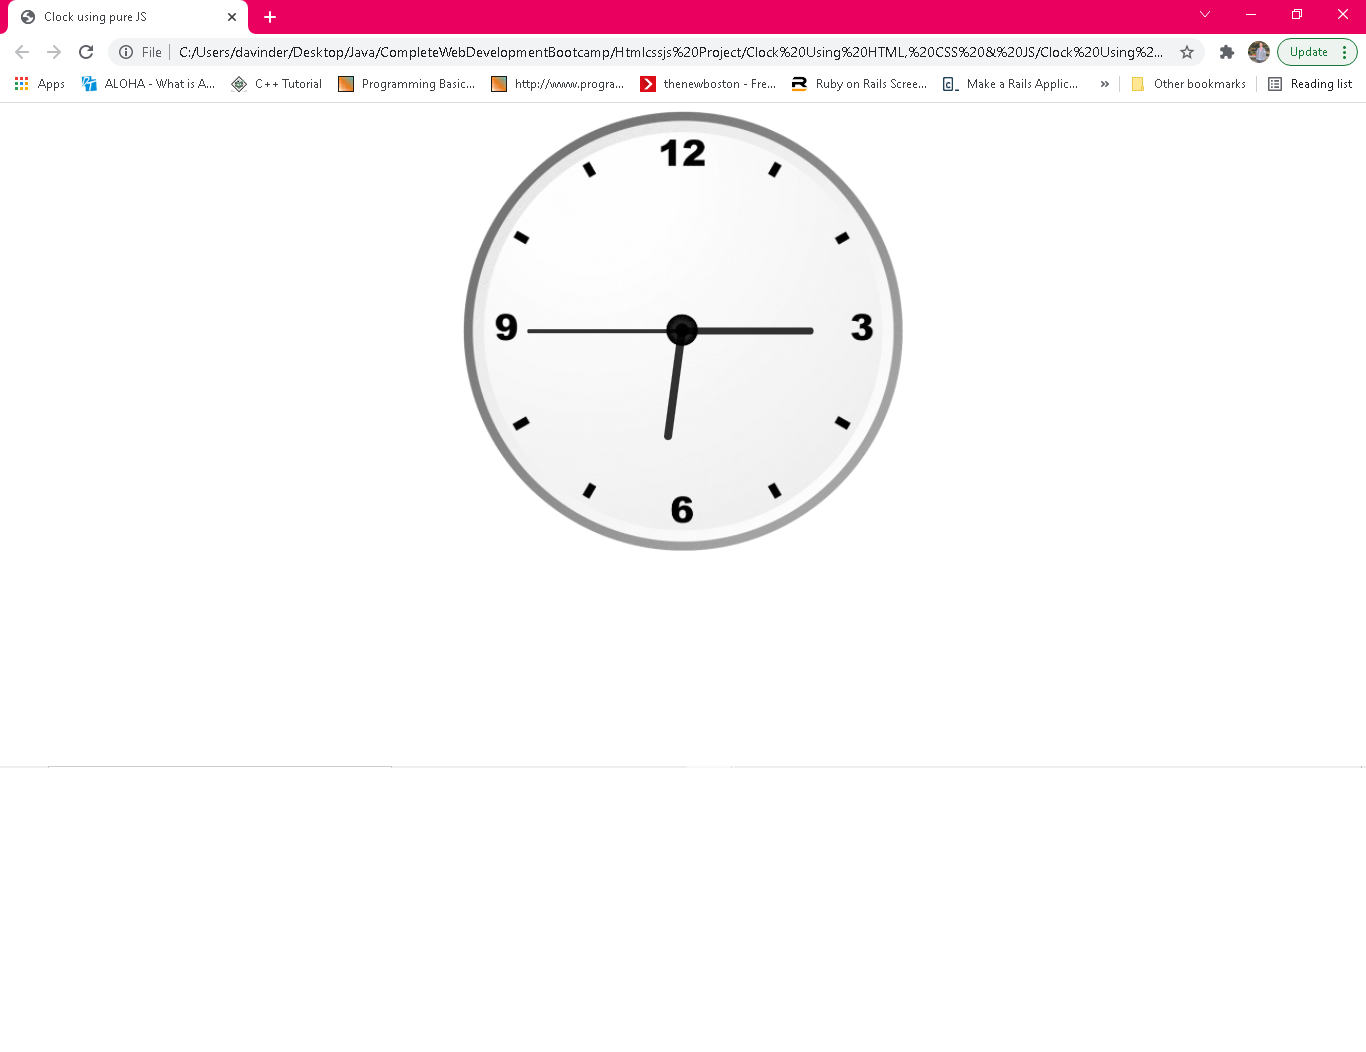 Clock using pure JS
File C:/Users/davinder/Desktop/Java/CompleteWebDevelopmentBootcamp/Htmlcssjs%20Project/Clock%20Using%20HTML,%20CSS%20&%20JS/Clock%20Using%2... Update
Apps ALOHA - What is A... C++ Tutorial Programming Basic... http://www.progra... thenewboston - Fre... Ruby on Rails Scree... Make a Rails Applic... » Other bookmarks Reading list
12
9 3
6